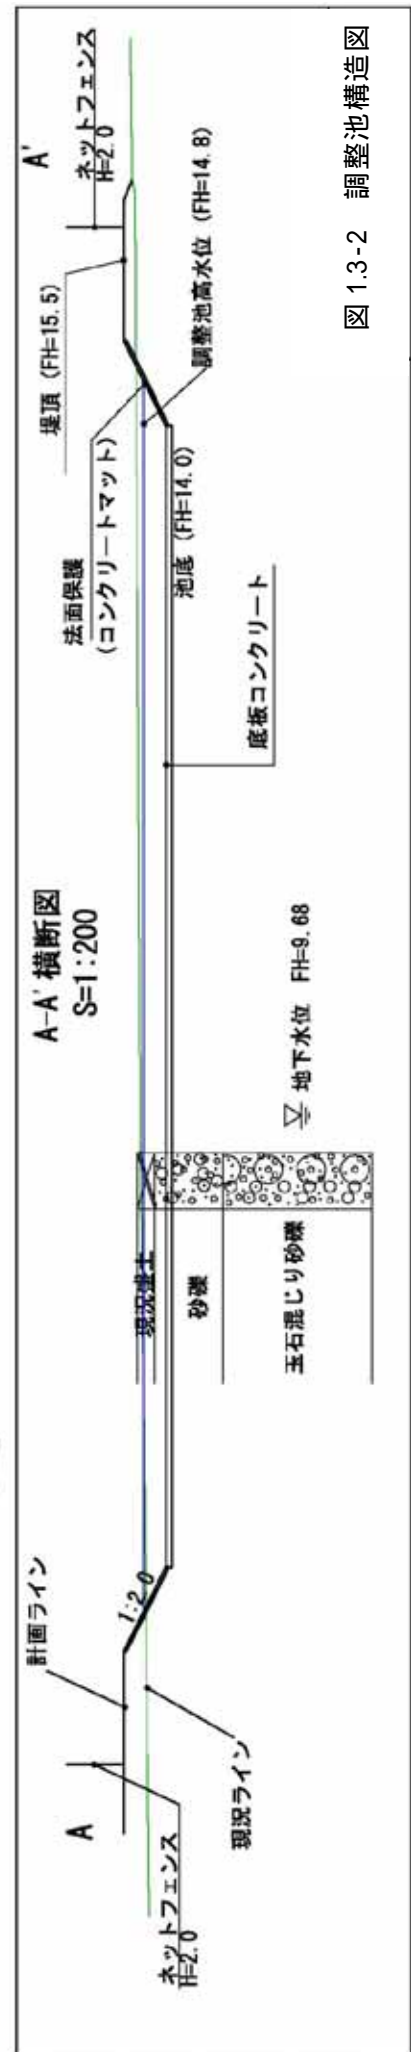 A-A' 横断図
S=1:200
A
A'
計画ライン
ネットフェンス
H=2.0
現況ライン
1:2.0
現況盛土
砂礫
玉石混じり砂礫
地下水位 FH=9.68
底板コンクリート
池底 (FH=14.0)
法面保護
(コンクリートマット)
堤頂 (FH=15.5)
調整池高水位 (FH=14.8)
ネットフェンス
H=2.0
図 1.3-2 調整池構造図